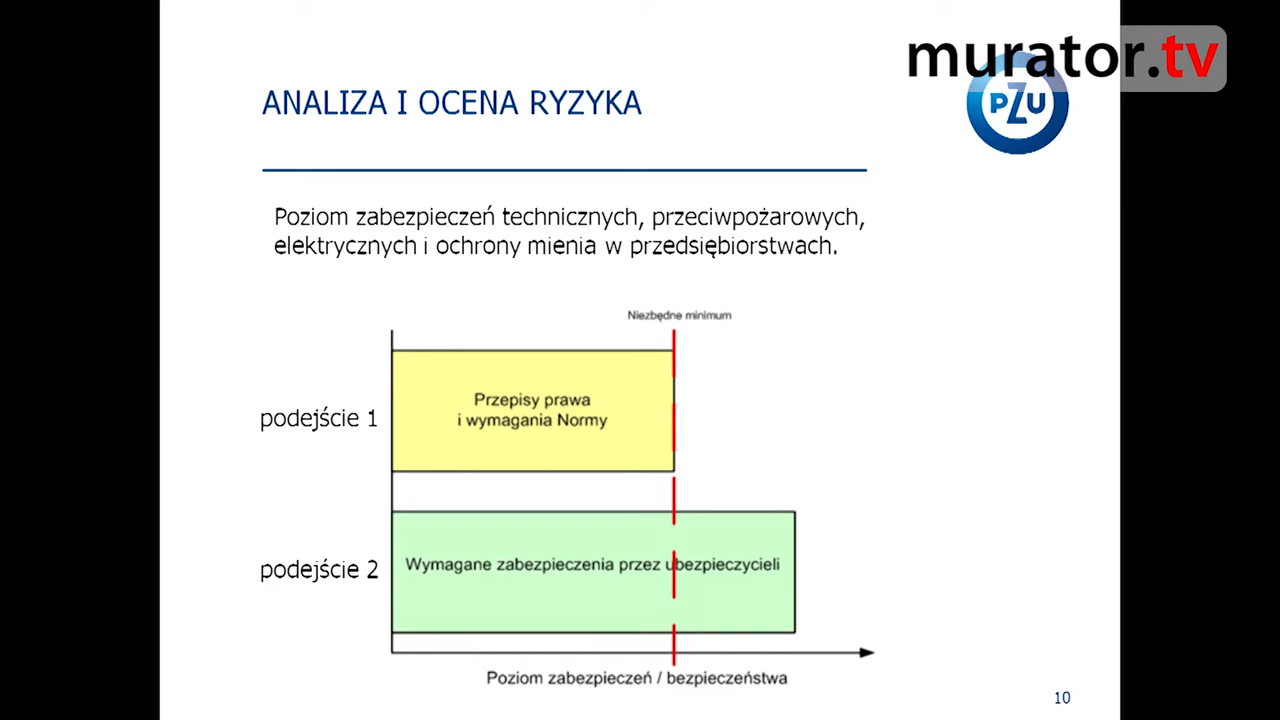 murator.tv
PZU
ANALIZA I OCENA RYZYKA
Poziom zabezpieczeń technicznych, przeciwpożarowych,
elektrycznych i ochrony mienia w przedsiębiorstwach.
Niezbędne minimum
podejście 1
Przepisy prawa
i wymagania Normy
podejście 2
Wymagane zabezpieczenia przez ubezpieczycieli
Poziom zabezpieczeń / bezpieczeństwa
10